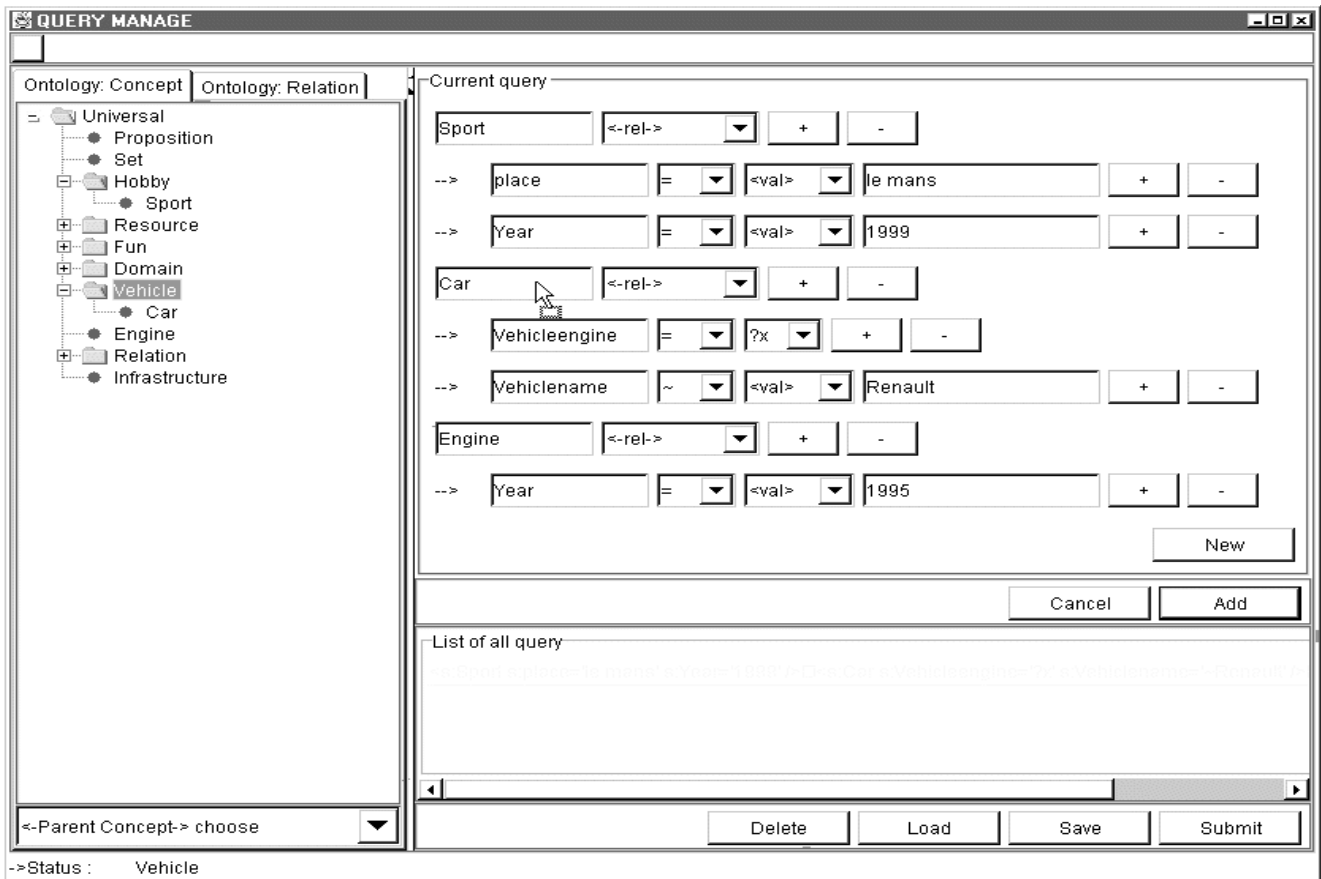 QUERY MANAGE
Ontology: Concept Ontology: Relation
Universal
Proposition
Set
Hobby
Sport
Resource
Fun
Domain
Vehicle
Car
Engine
Relation
Infrastructure
<-Parent Concept-> choose
Current query
Sport <-rel-> + -
--> place = <val> le mans + -
--> Year = <val> 1999 + -
Car <-rel-> + -
--> Vehicleengine = ?x + -
--> Vehiclename ~ <val> Renault + -
Engine <-rel-> + -
--> Year = <val> 1995 + -
New
Cancel Add
List of all query
Delete Load Save Submit
->Status : Vehicle